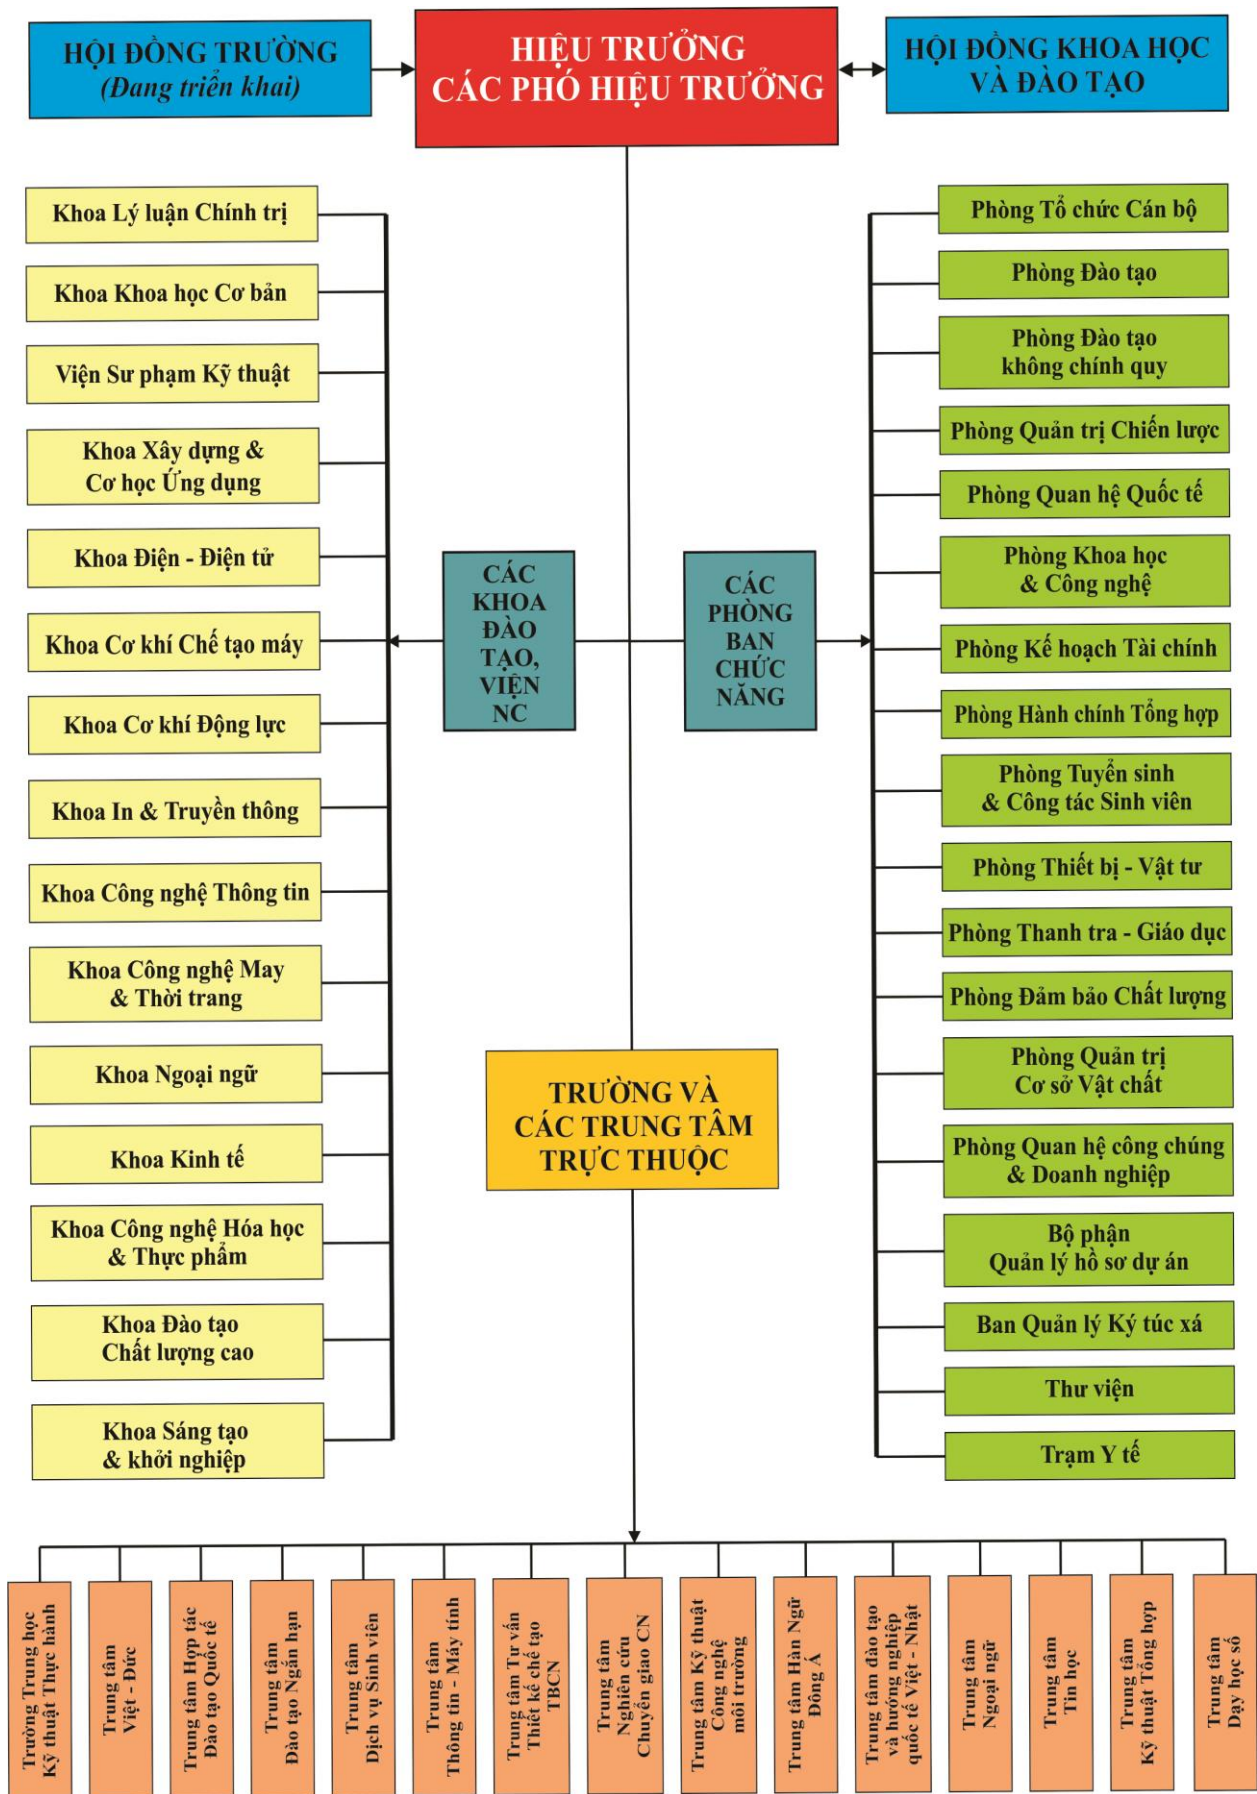 HỘI ĐỒNG TRƯỜNG
(Đang triển khai)
HIỆU TRƯỞNG
CÁC PHÓ HIỆU TRƯỞNG
HỘI ĐỒNG KHOA HỌC
VÀ ĐÀO TẠO
Khoa Lý luận Chính trị
Khoa Khoa học Cơ bản
Viện Sư phạm Kỹ thuật
Khoa Xây dựng &
Cơ học Ứng dụng
Khoa Điện - Điện tử
Khoa Cơ khí Chế tạo máy
Khoa Cơ khí Động lực
Khoa In & Truyền thông
Khoa Công nghệ Thông tin
Khoa Công nghệ May
& Thời trang
Khoa Ngoại ngữ
Khoa Kinh tế
Khoa Công nghệ Hóa học
& Thực phẩm
Khoa Đào tạo
Chất lượng cao
Khoa Sáng tạo
& khởi nghiệp
CÁC
KHOA
ĐÀO
TẠO,
VIỆN
NC
CÁC
PHÒNG
BAN
CHỨC
NĂNG
Phòng Tổ chức Cán bộ
Phòng Đào tạo
Phòng Đào tạo
không chính quy
Phòng Quản trị Chiến lược
Phòng Quan hệ Quốc tế
Phòng Khoa học
& Công nghệ
Phòng Kế hoạch Tài chính
Phòng Hành chính Tổng hợp
Phòng Tuyển sinh
& Công tác Sinh viên
Phòng Thiết bị - Vật tư
Phòng Thanh tra - Giáo dục
Phòng Đảm bảo Chất lượng
Phòng Quản trị
Cơ sở Vật chất
Phòng Quan hệ công chúng
& Doanh nghiệp
Bộ phận
Quản lý hồ sơ dự án
Ban Quản lý Ký túc xá
Thư viện
Trạm Y tế
TRƯỜNG VÀ
CÁC TRUNG TÂM
TRỰC THUỘC
Trường Trung học
Kỹ thuật Thực hành
Trung tâm
Việt - Đức
Trung tâm Hợp tác
Đào tạo Quốc tế
Trung tâm
Đào tạo Ngắn hạn
Trung tâm
Dịch vụ Sinh viên
Trung tâm
Thông tin - Máy tính
Trung tâm Tư vấn
Thiết kế chế tạo
TBCN
Trung tâm
Nghiên cứu
Chuyển giao CN
Trung tâm Kỹ thuật
Công nghệ
môi trường
Trung tâm Hàn Ngữ
Đông Á
Trung tâm đào tạo
và hướng nghiệp
quốc tế Việt - Nhật
Trung tâm
Ngoại ngữ
Trung tâm
Tin học
Trung tâm
Kỹ thuật Tổng hợp
Trung tâm
Dạy học số